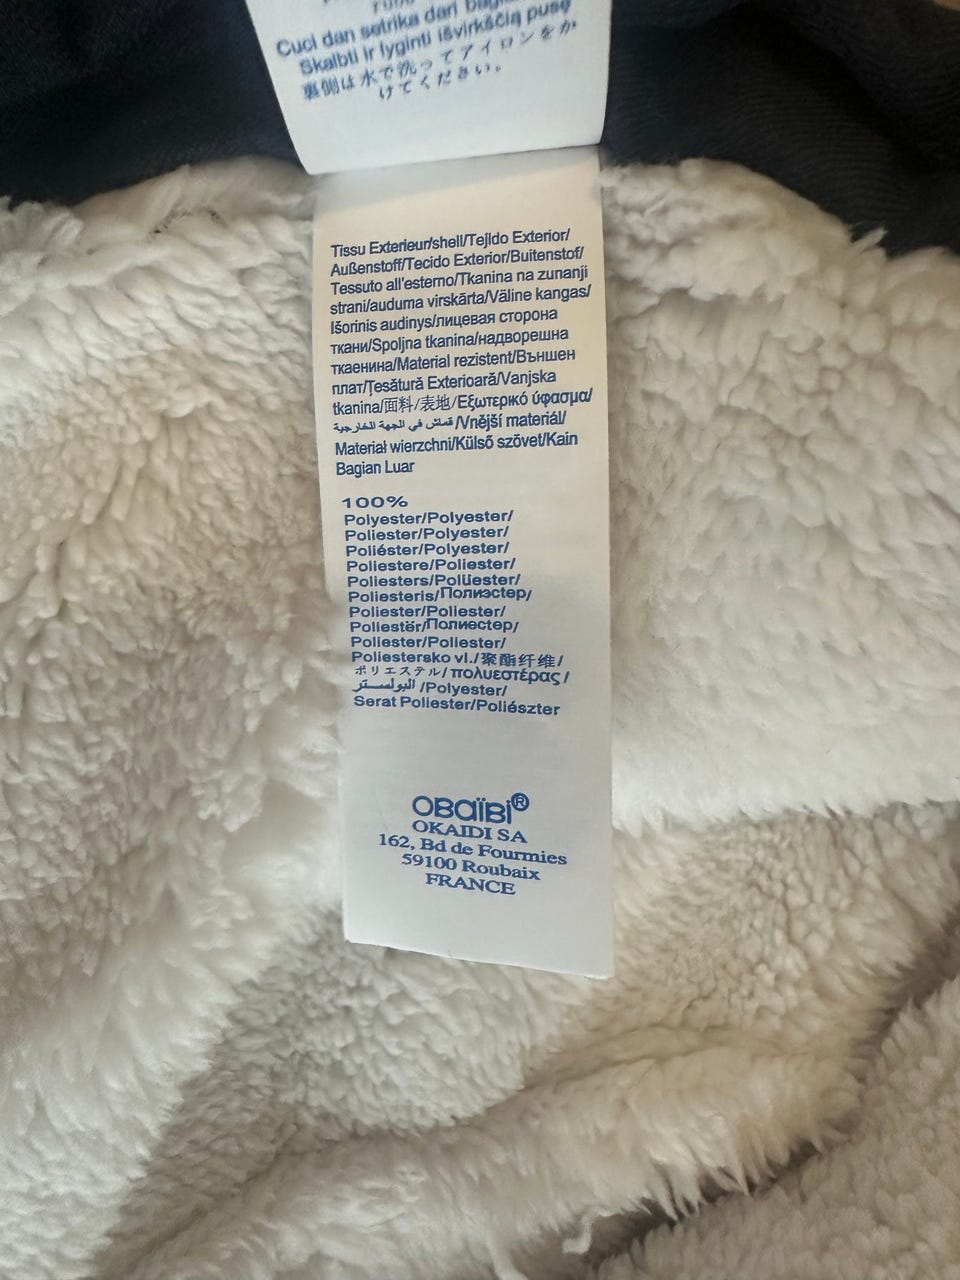 Cuci dan setrika dari
Skalbti ir lyginti išvirkščią pusę
裏側は水で洗ってアイロンをか
けてください。
Tissu Exterieur/shell/Tejido Exterior/
Außenstoff/Tecido Exterior/Buitenstof/
Tessuto all'esterno/Tkanina na zunanji
strani/auduma virskārta/Väline kangas/
Išorinis audinys/лицевая сторона
ткани/Spoljna tkanina/надворешна
ткаенина/Material rezistent/Външен
плат/Țesătură Exterioară/Vanjska
tkanina/面料/表地/Εξωτερικό ύφασμα/
قماش في الجهة الخارجية/Vnější materiál/
Materiał wierzchni/Külső szövet/Kain
Bagian Luar
100%
Polyester/Polyester/
Poliester/Polyester/
Poliéster/Polyester/
Poliestere/Poliester/
Poliesters/Polüester/
Poliesteris/Полиэстер/
Poliester/Poliester/
Poliestër/Полиестер/
Poliester/Poliester/
Poliestersko vl./聚酯纤维/
ポリエステル/πολυεστέρας/
البوليستر/Polyester/
Serat Poliester/Poliészter
OBaïBi®
OKAIDI SA
162, Bd de Fourmies
59100 Roubaix
FRANCE